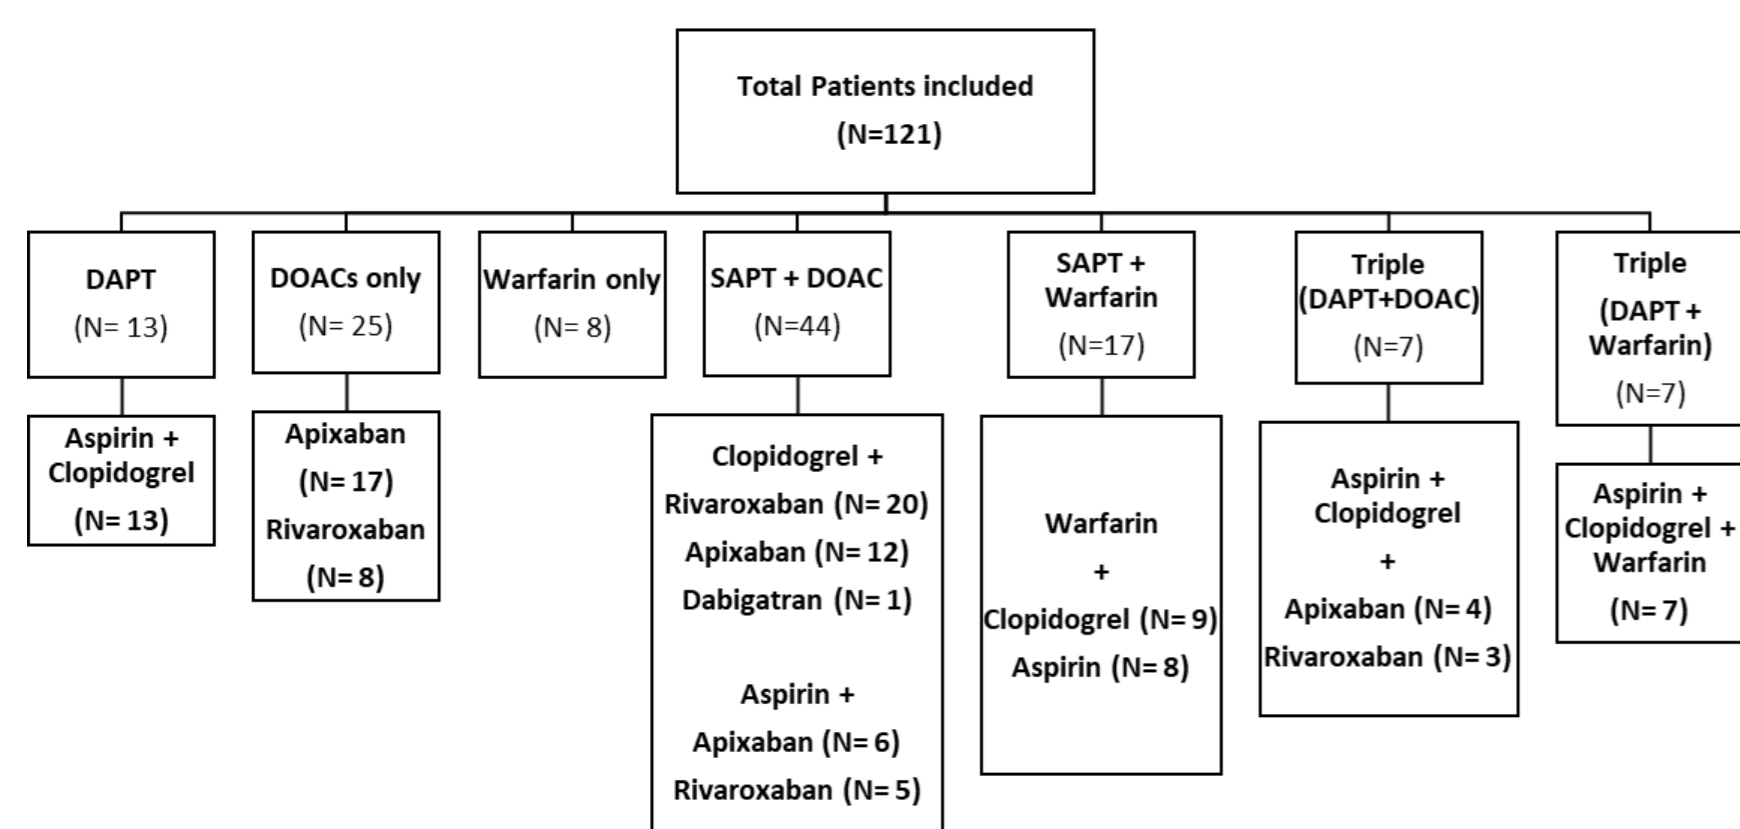 Total Patients included
(N=121)
DAPT
(N= 13)
DOACs only
(N= 25)
Warfarin only
(N= 8)
SAPT + DOAC
(N=44)
SAPT +
Warfarin
(N=17)
Triple
(DAPT+DOAC)
(N=7)
Triple
(DAPT +
Warfarin)
(N=7)
Aspirin +
Clopidogrel
(N= 13)
Apixaban
(N= 17)
Rivaroxaban
(N= 8)
Clopidogrel +
Rivaroxaban (N= 20)
Apixaban (N= 12)
Dabigatran (N= 1)
Aspirin +
Apixaban (N= 6)
Rivaroxaban (N= 5)
Warfarin
+
Clopidogrel (N= 9)
Aspirin (N= 8)
Aspirin +
Clopidogrel
+
Apixaban (N= 4)
Rivaroxaban (N= 3)
Aspirin +
Clopidogrel +
Warfarin
(N= 7)